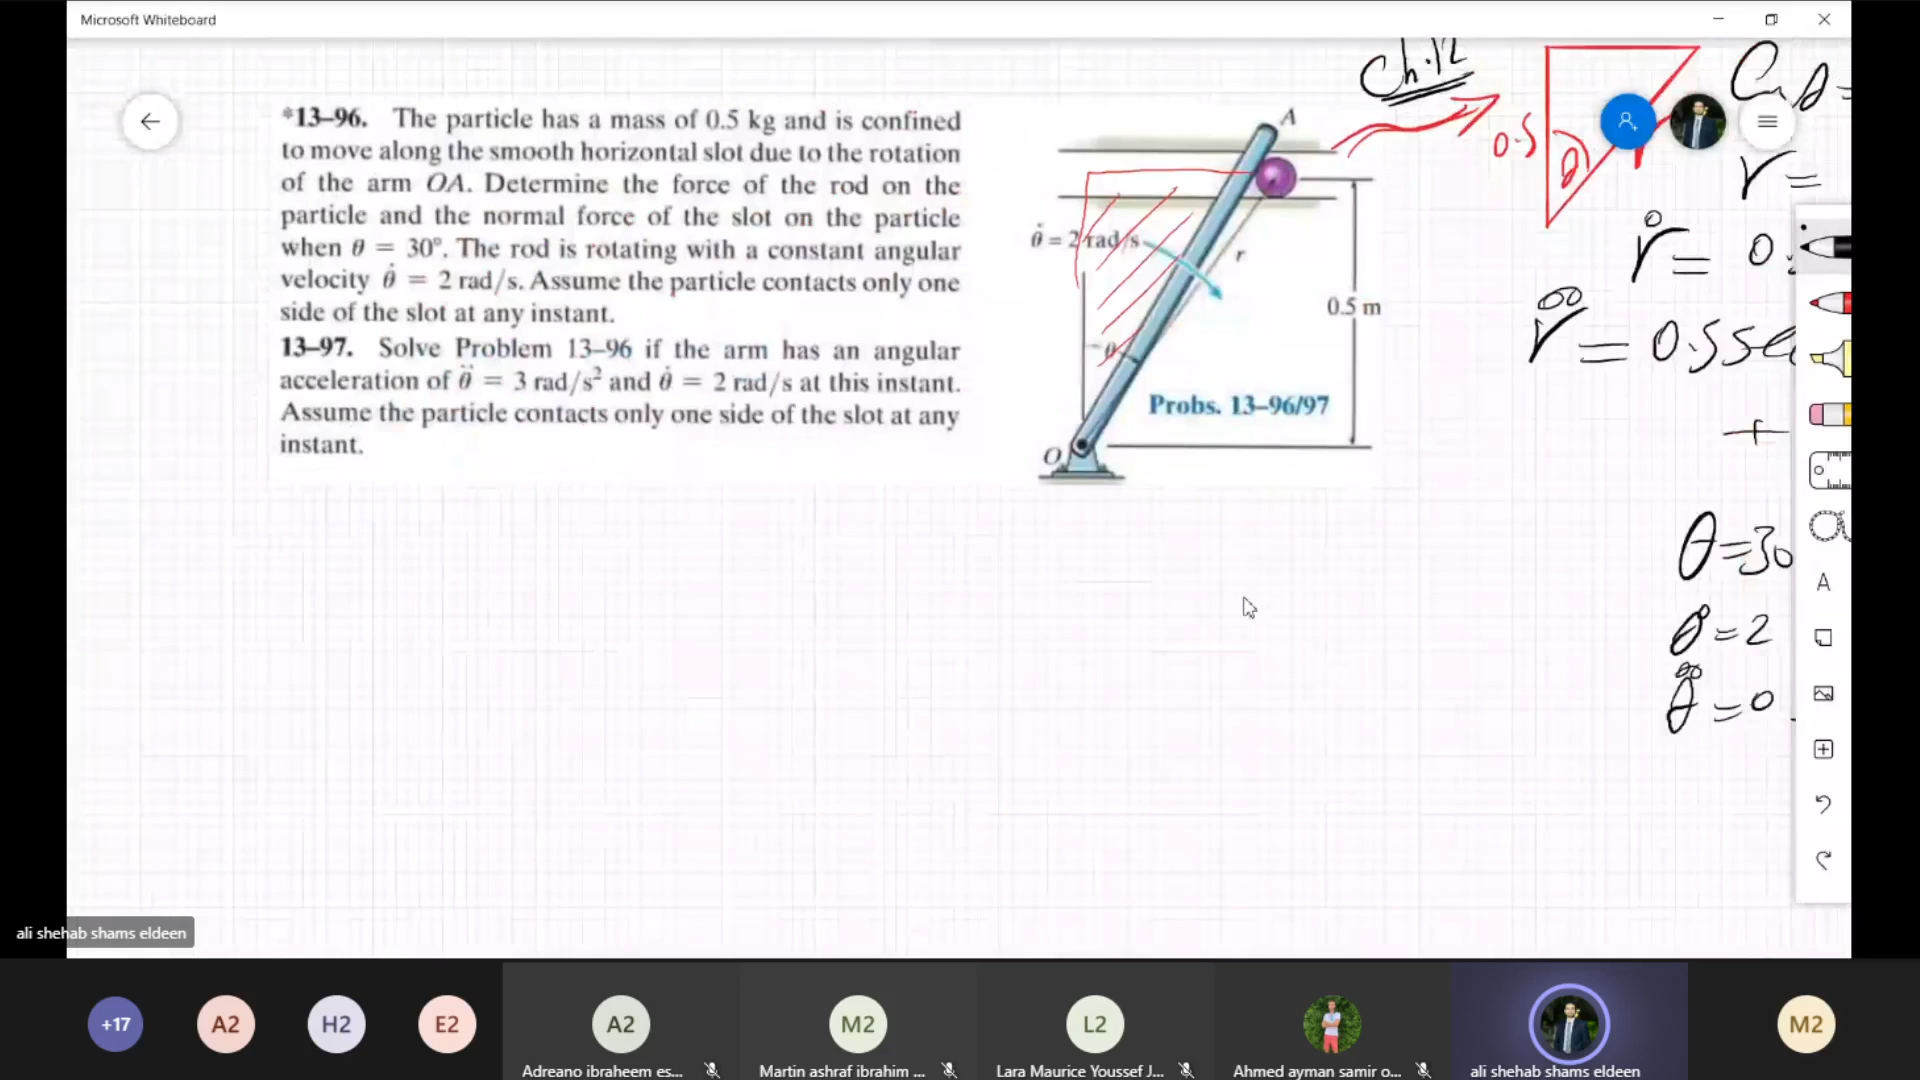 Microsoft Whiteboard
*13–96. The particle has a mass of 0.5 kg and is confined
to move along the smooth horizontal slot due to the rotation
of the arm OA. Determine the force of the rod on the
particle and the normal force of the slot on the particle
when θ = 30°. The rod is rotating with a constant angular
velocity θ̇ = 2 rad/s. Assume the particle contacts only one
side of the slot at any instant.
13–97. Solve Problem 13–96 if the arm has an angular
acceleration of θ̈ = 3 rad/s² and θ̇ = 2 rad/s at this instant.
Assume the particle contacts only one side of the slot at any
instant.
A
θ̇ = 2 rad/s
r
0.5 m
θ
Probs. 13–96/97
O
Ch.12
0.5
θ
r =
ṙ = 0.
r̈ = 0.5 sec
+
θ = 30
θ̇ = 2
θ̈ = 0
A
ali shehab shams eldeen
+17
A2
H2
E2
A2
Adreano ibraheem es...
M2
Martin ashraf ibrahim ...
L2
Lara Maurice Youssef J...
Ahmed ayman samir o...
ali shehab shams eldeen
M2